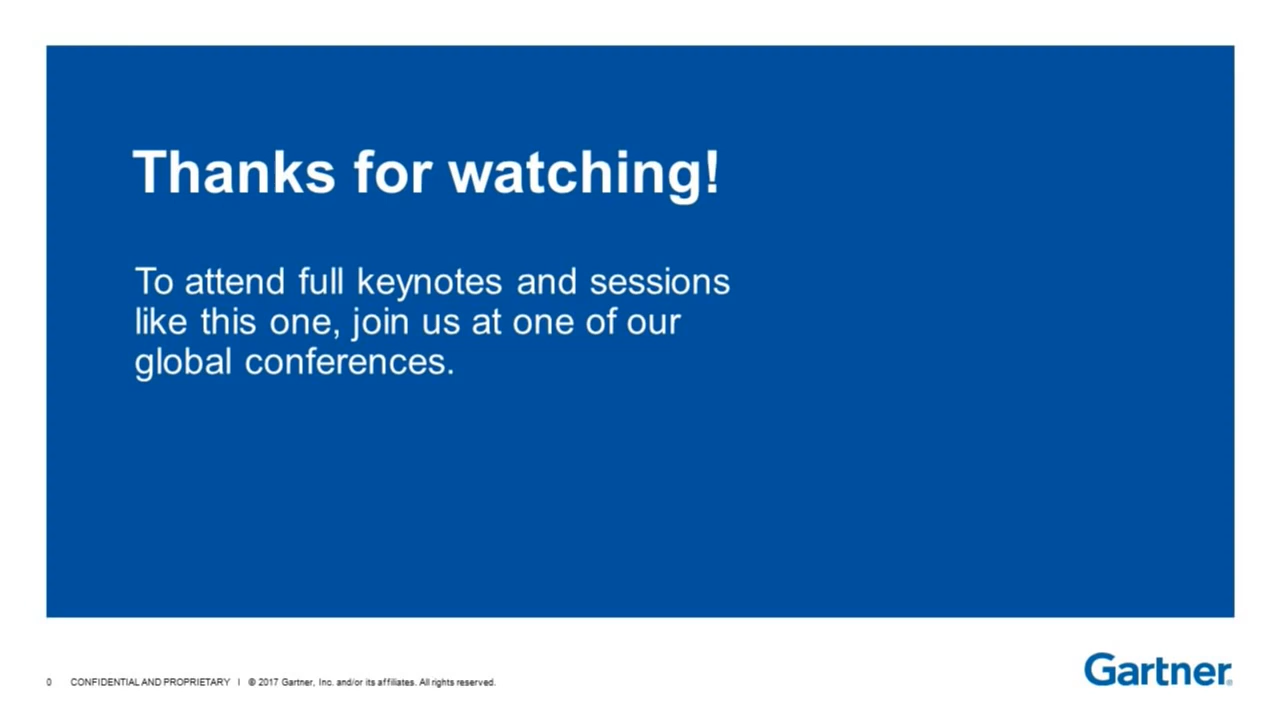 Thanks for watching!
To attend full keynotes and sessions
like this one, join us at one of our
global conferences.
0 CONFIDENTIAL AND PROPRIETARY I © 2017 Gartner, Inc. and/or its affiliates. All rights reserved.
Gartner®